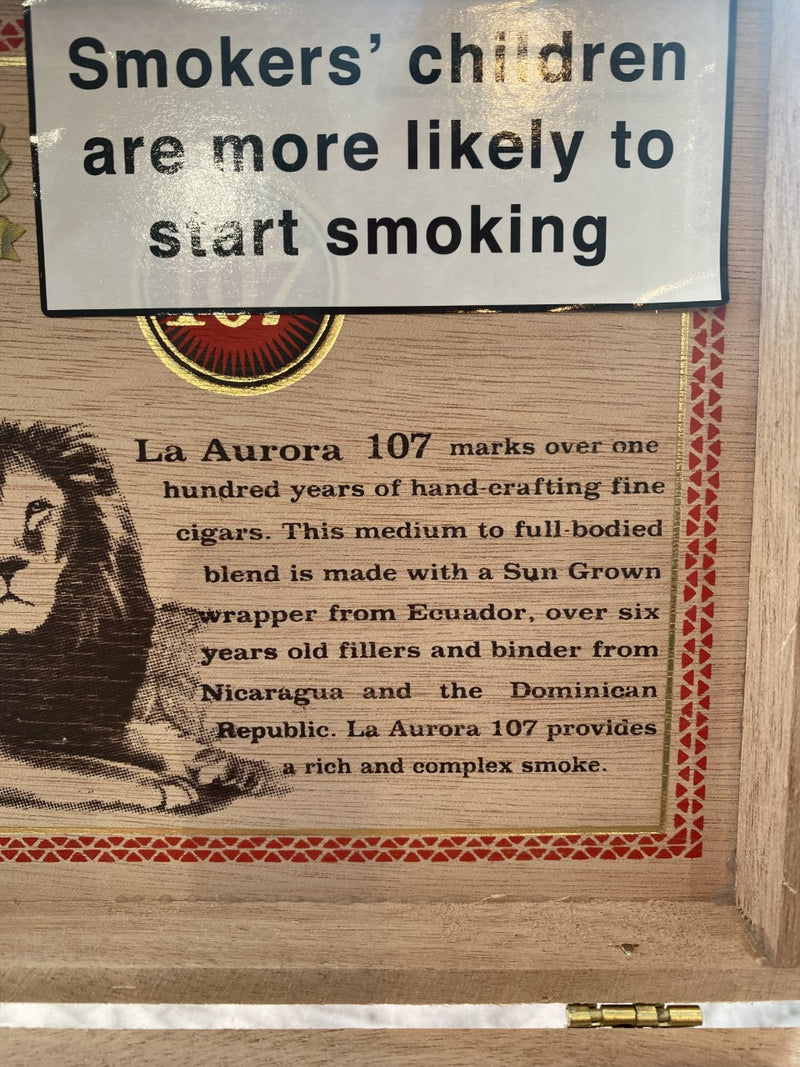 Smokers’ children
are more likely to
start smoking
107
La Aurora 107 marks over one
hundred years of hand-crafting fine
cigars. This medium to full-bodied
blend is made with a Sun Grown
wrapper from Ecuador, over six
years old fillers and binder from
Nicaragua and the Dominican
Republic. La Aurora 107 provides
a rich and complex smoke.